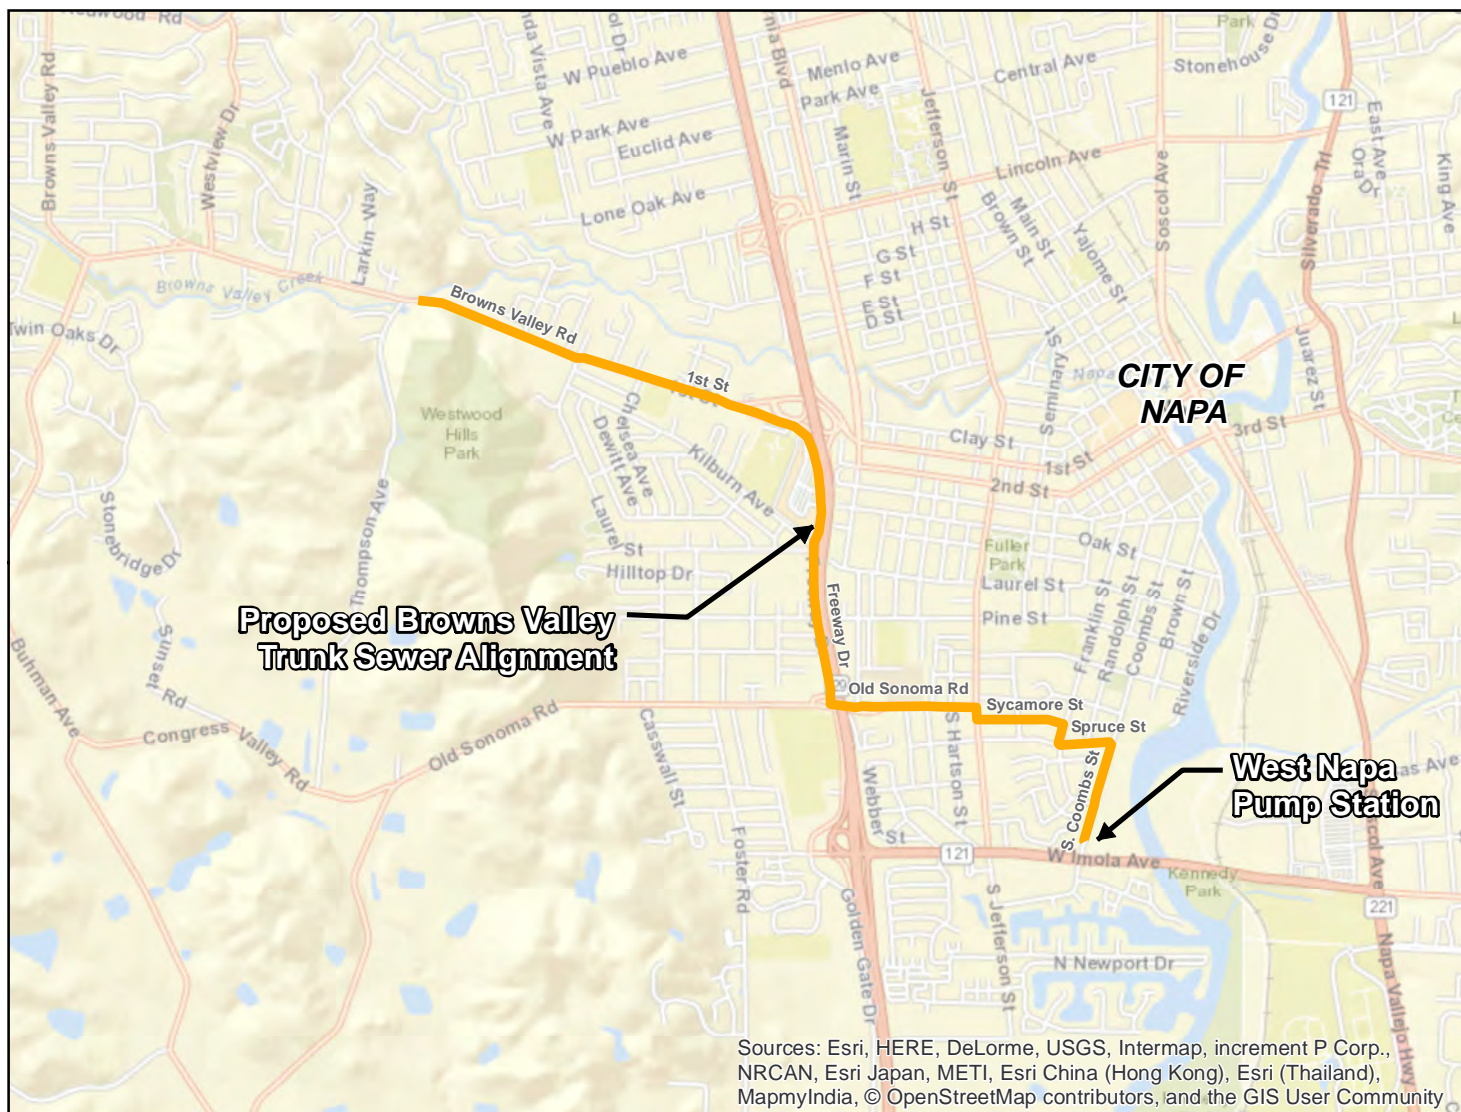 Redwood Rd
Park
Stonehouse Dr
W Pueblo Ave
Menlo Ave
Central Ave
Park Ave
121
Browns Valley Rd
Westview Dr
W Park Ave
Euclid Ave
Marin St
Jefferson St
Lincoln Ave
Soscol Ave
East Ave
Ora Dr
King Ave
Silverado Trl
Larkin Way
Lone Oak Ave
H St
G St
F St
E St
D St
Brown St
Main St
Yajome St
Browns Valley Creek
Browns Valley Rd
Twin Oaks Dr
Seminary St
Napa
Juarez St
CITY OF
NAPA
1st St
1st St
Westwood
Hills
Park
Chelsea Ave
Dewitt Ave
Kilburn Ave
Clay St
1st St
2nd St
3rd St
Stonebridge Dr
Thompson Ave
Laurel St
Hilltop Dr
Fuller
Park
Oak St
Laurel St
Pine St
Franklin St
Randolph St
Coombs St
Brown St
Riverside Dr
Proposed Browns Valley
Trunk Sewer Alignment
Freeway Dr
Sunset Rd
Buhman Ave
Congress Valley Rd
Old Sonoma Rd
Old Sonoma Rd
Sycamore St
Spruce St
Casswall St
S Hartson St
Webber St
S. Coombs St
West Napa
Pump Station
Soscol Ave
121
W Imola Ave
Kennedy
Park
221
Foster Rd
Golden Gate Dr
S Jefferson St
N Newport Dr
Napa Vallejo Hwy
Sources: Esri, HERE, DeLorme, USGS, Intermap, increment P Corp.,
NRCAN, Esri Japan, METI, Esri China (Hong Kong), Esri (Thailand),
MapmyIndia, © OpenStreetMap contributors, and the GIS User Community